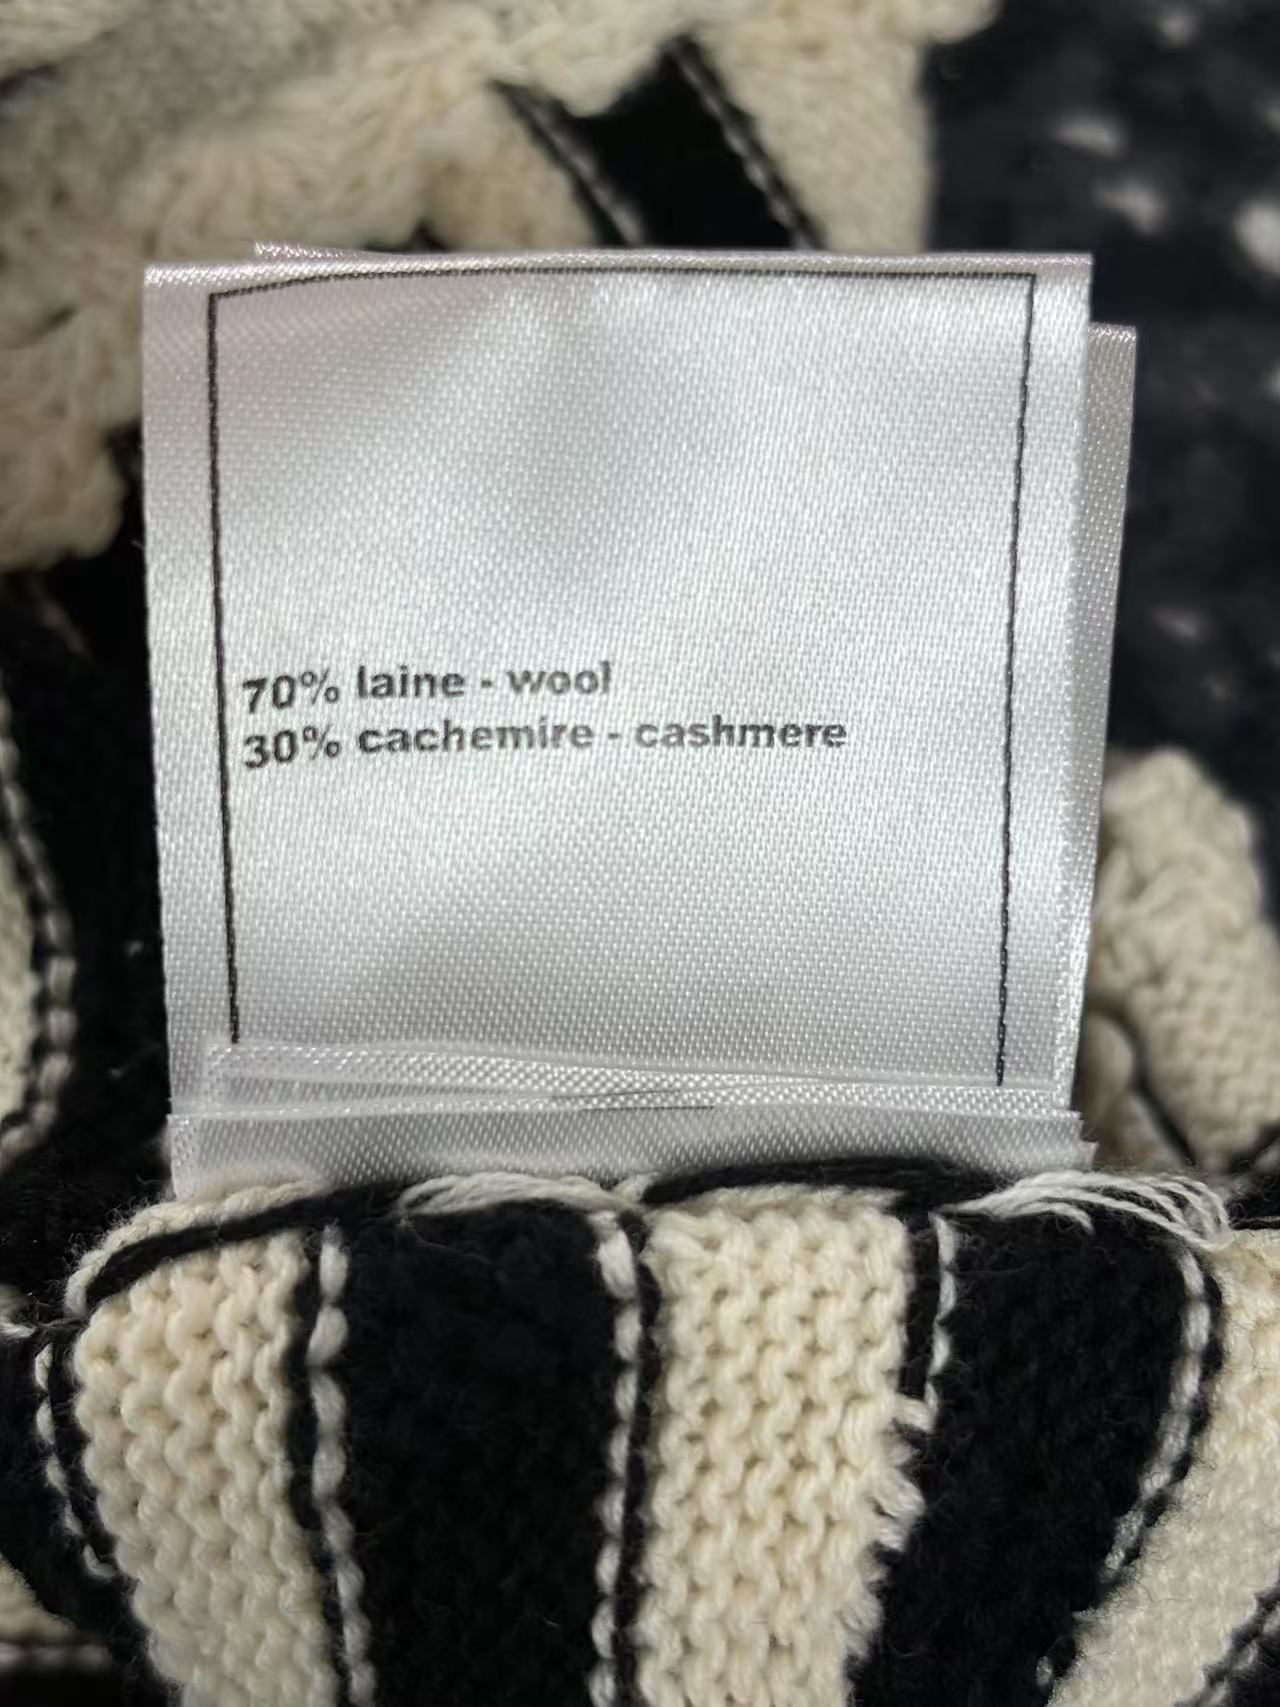 70% laine - wool
30% cachemire - cashmere